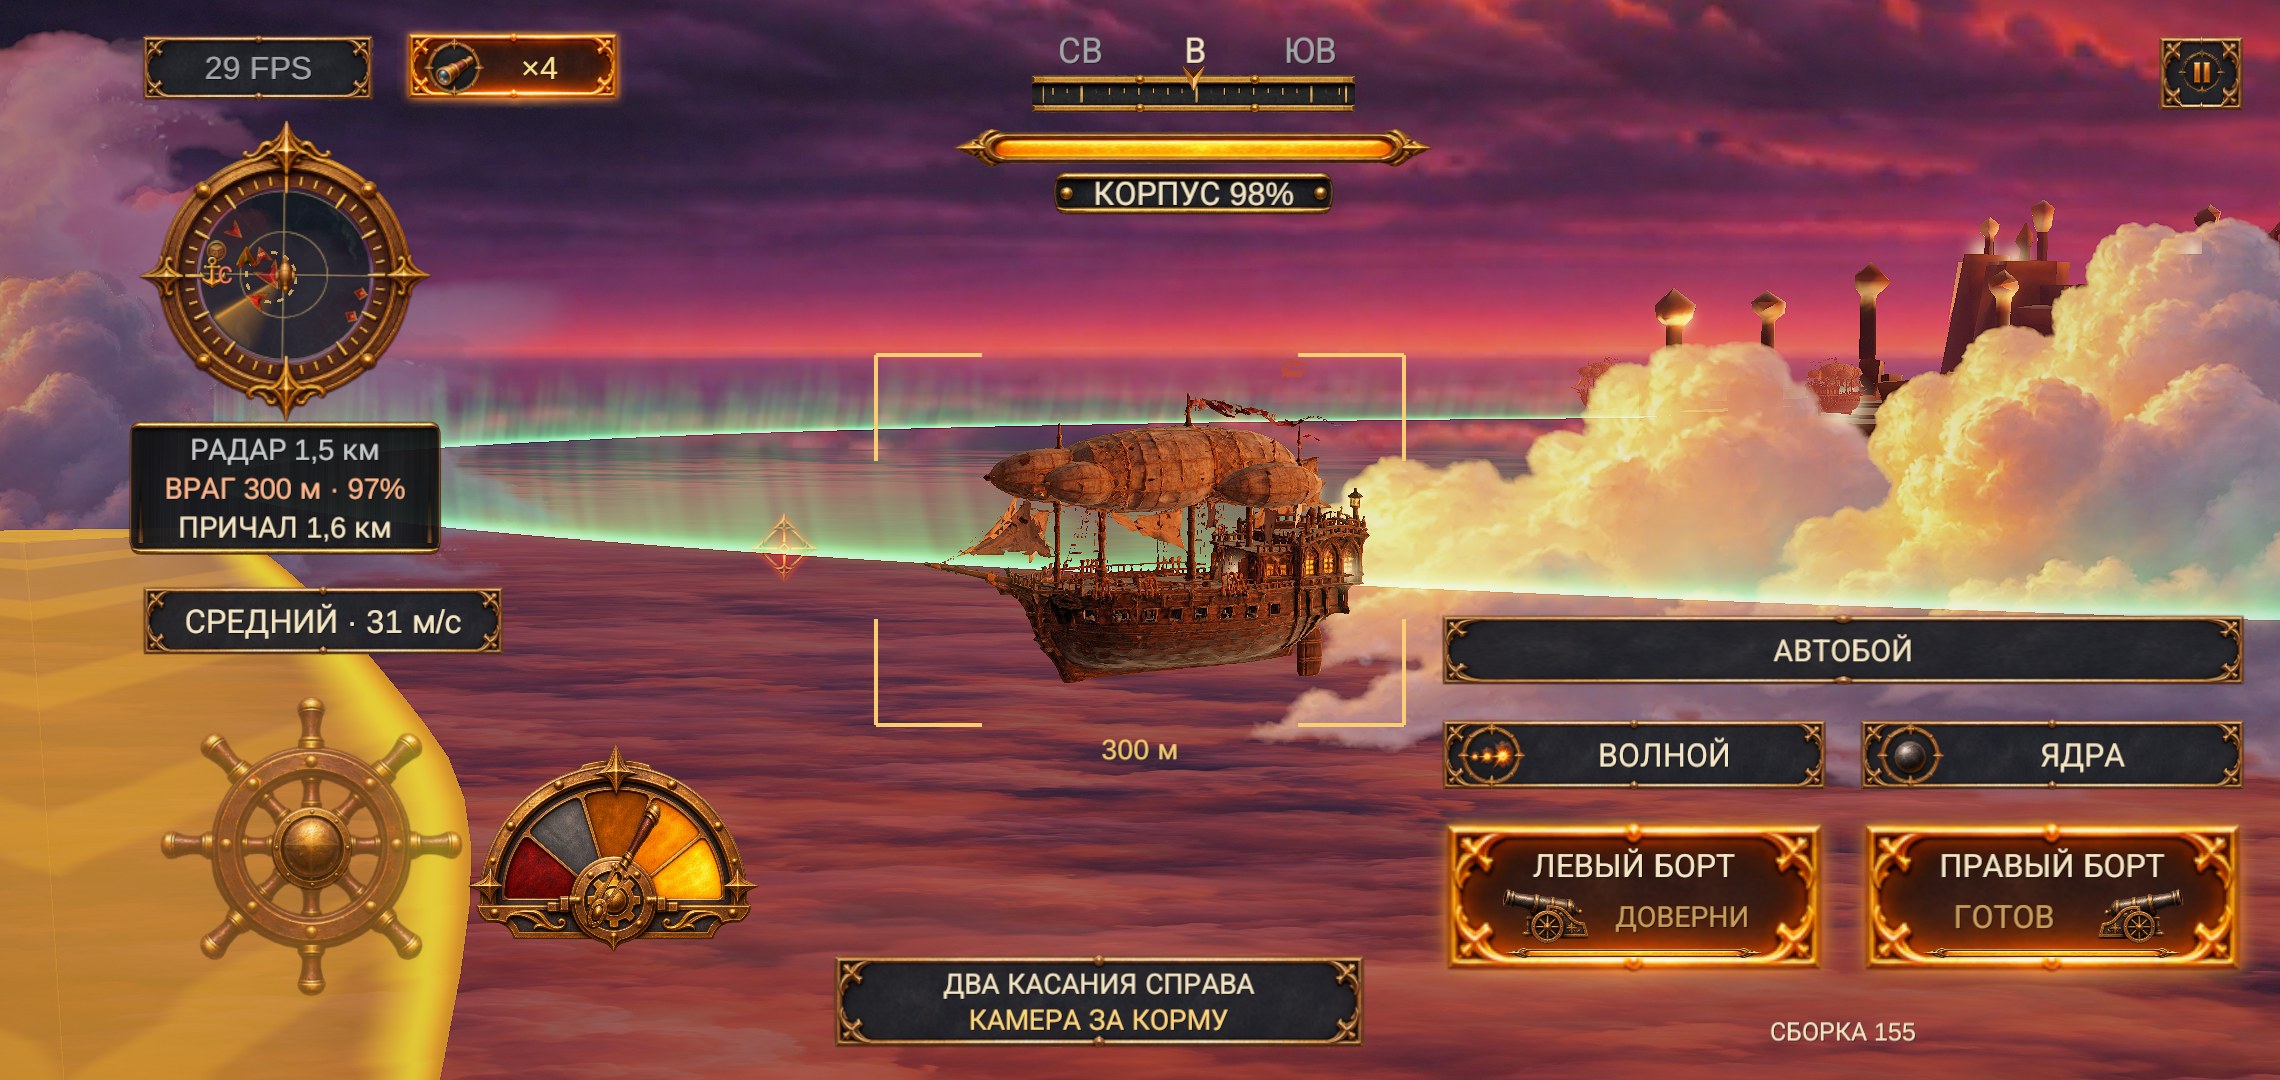 29 FPS
×4
СВ В ЮВ
КОРПУС 98%
РАДАР 1,5 км
ВРАГ 300 м · 97%
ПРИЧАЛ 1,6 км
СРЕДНИЙ · 31 м/с
300 м
АВТОБОЙ
ВОЛНОЙ
ЯДРА
ЛЕВЫЙ БОРТ
ДОВЕРНИ
ПРАВЫЙ БОРТ
ГОТОВ
ДВА КАСАНИЯ СПРАВА
КАМЕРА ЗА КОРМУ
СБОРКА 155